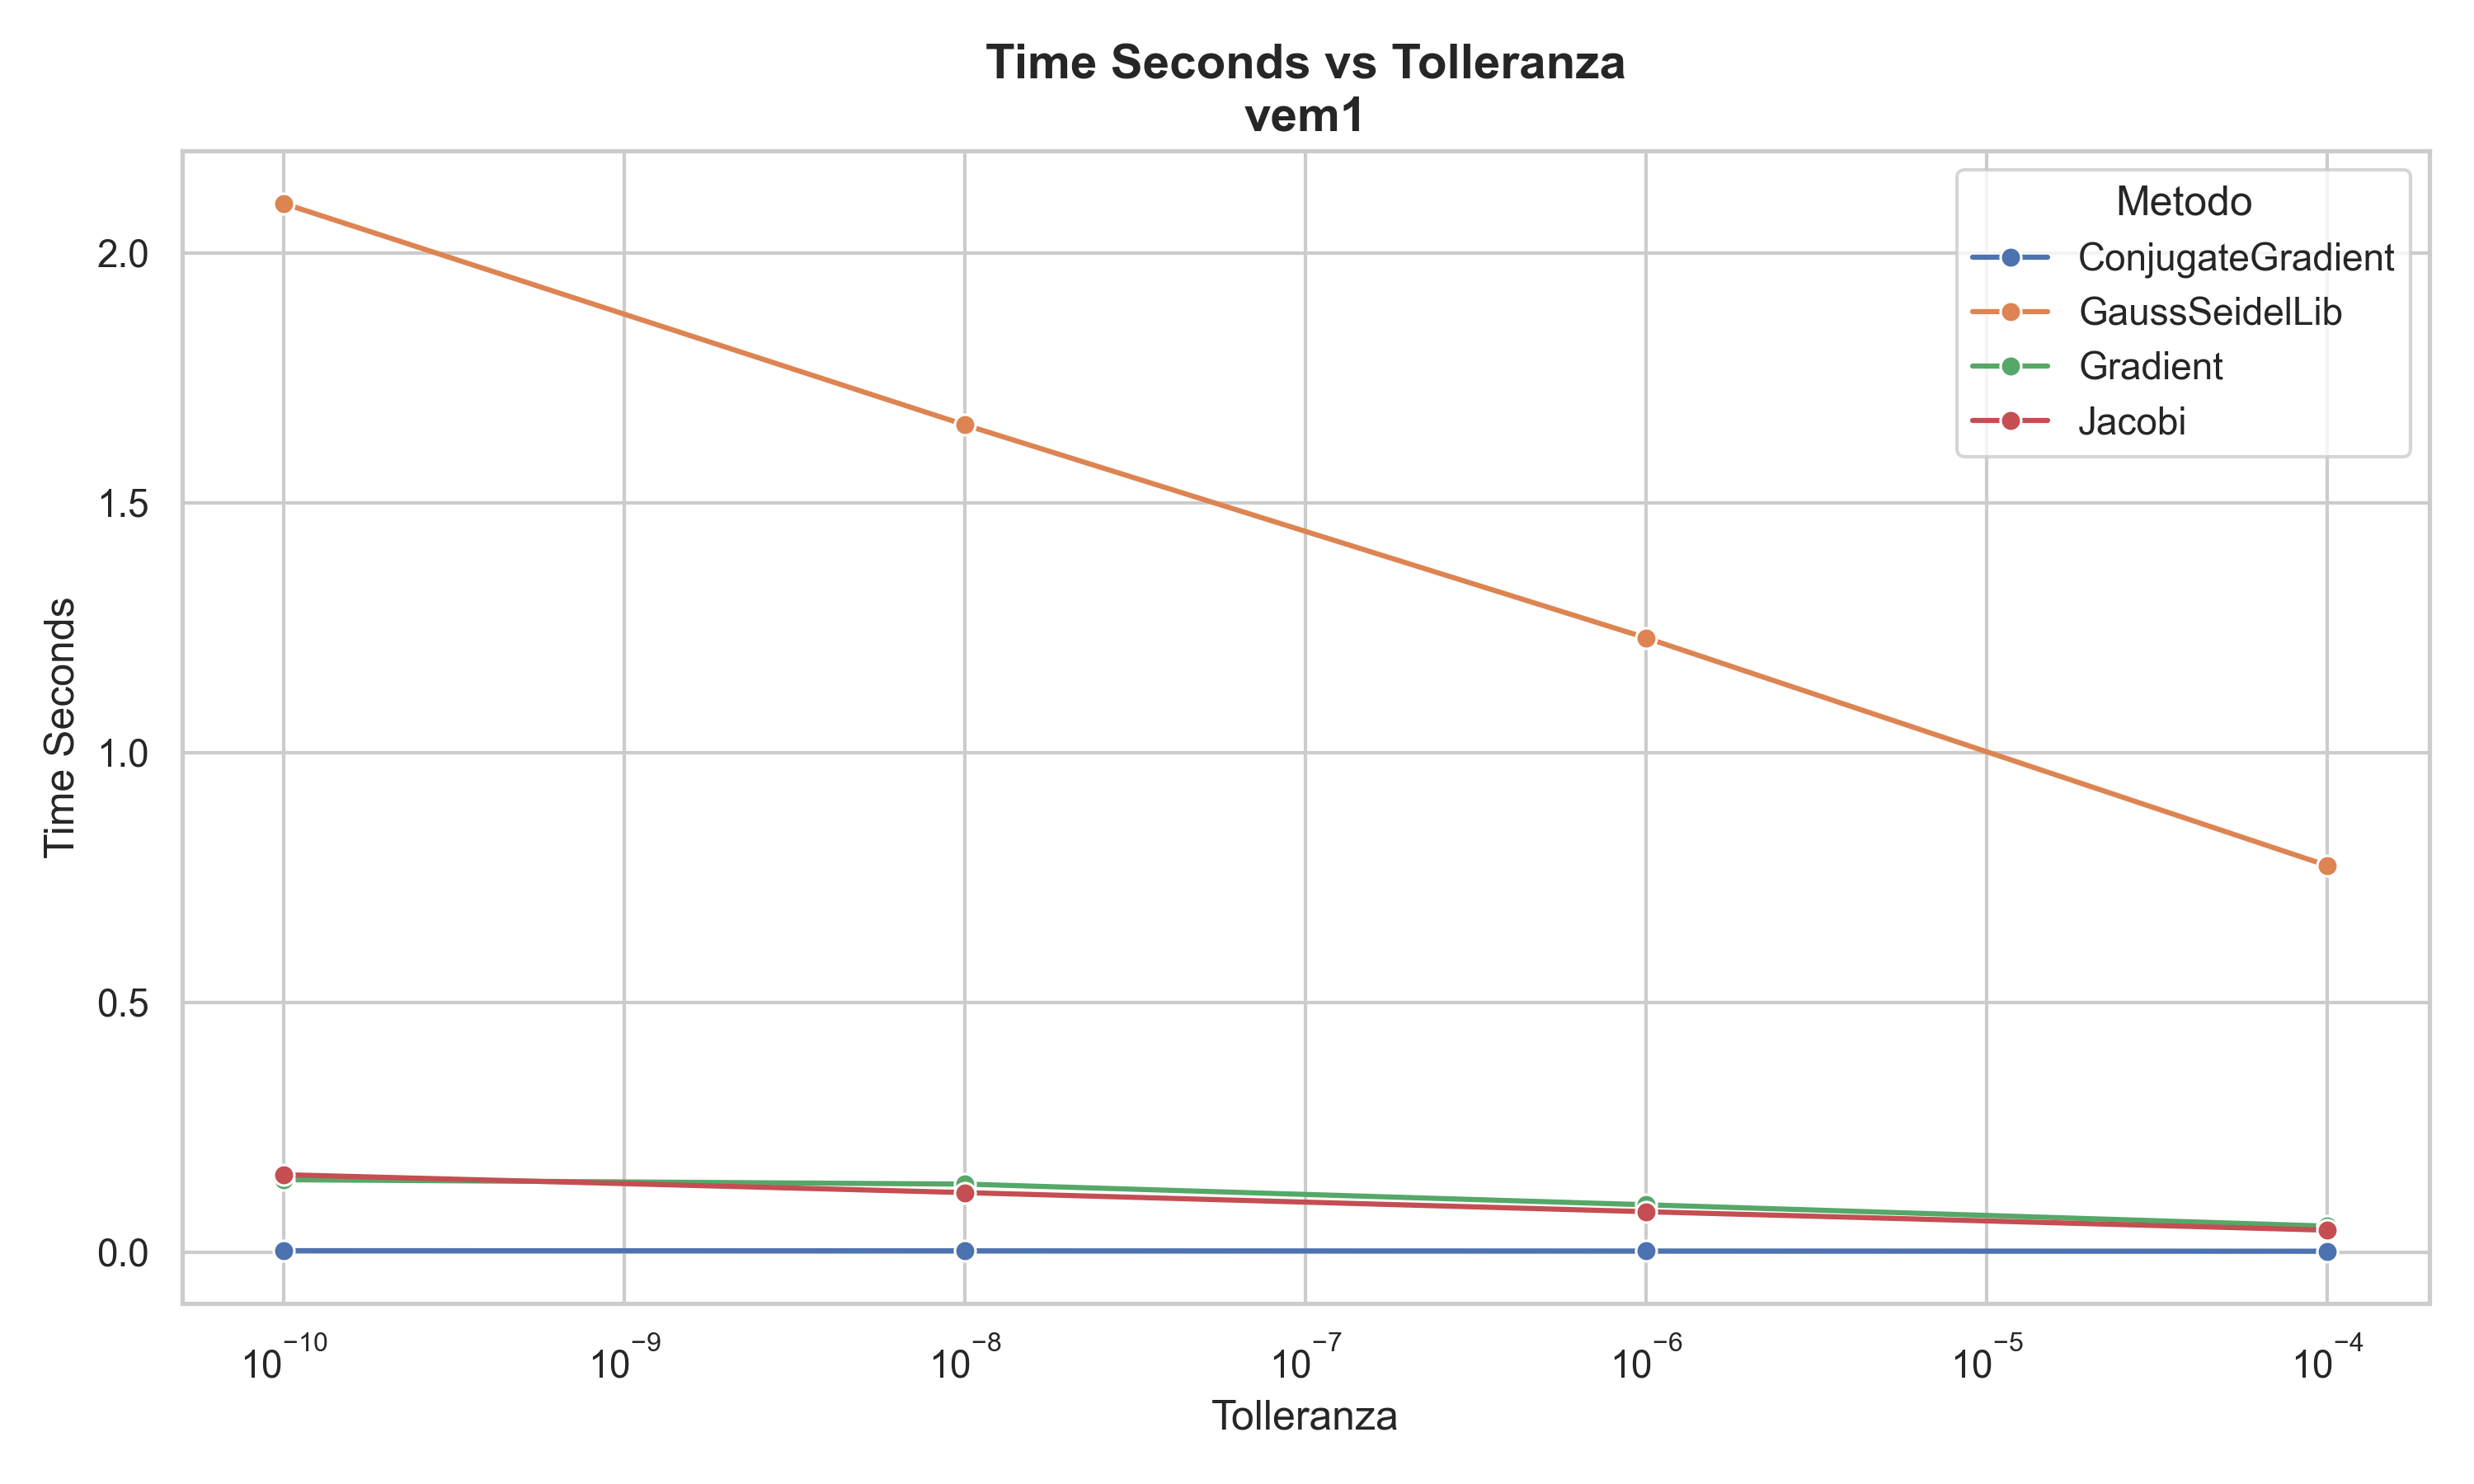 Time Seconds vs Tolleranza
vem1
Metodo
ConjugateGradient
GaussSeidelLib
Gradient
Jacobi
Time Seconds
2.0
1.5
1.0
0.5
0.0
10⁻¹⁰ 10⁻⁹ 10⁻⁸ 10⁻⁷ 10⁻⁶ 10⁻⁵ 10⁻⁴
Tolleranza